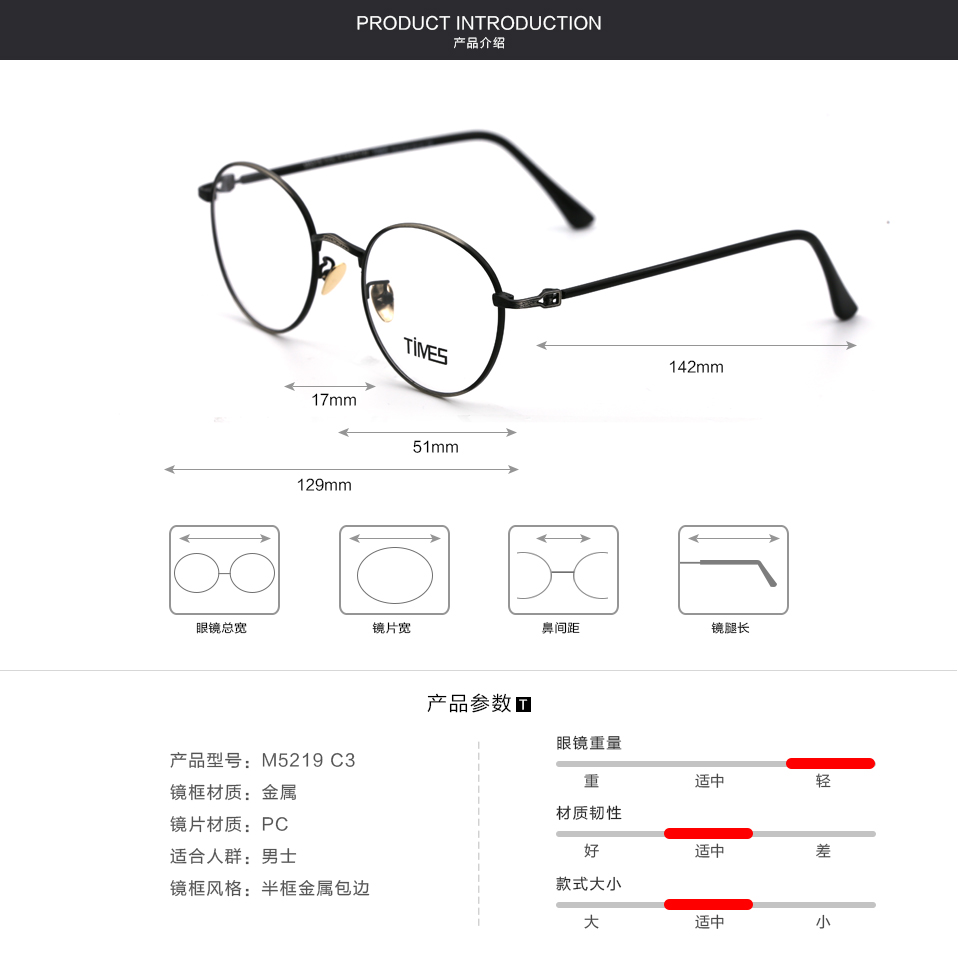 PRODUCT INTRODUCTION
产品介绍
TiMES
142mm
17mm
51mm
129mm
眼镜总宽
镜片宽
鼻间距
镜腿长
产品参数 T
产品型号：M5219 C3
镜框材质：金属
镜片材质：PC
适合人群：男士
镜框风格：半框金属包边
眼镜重量
重 适中 轻
材质韧性
好 适中 差
款式大小
大 适中 小